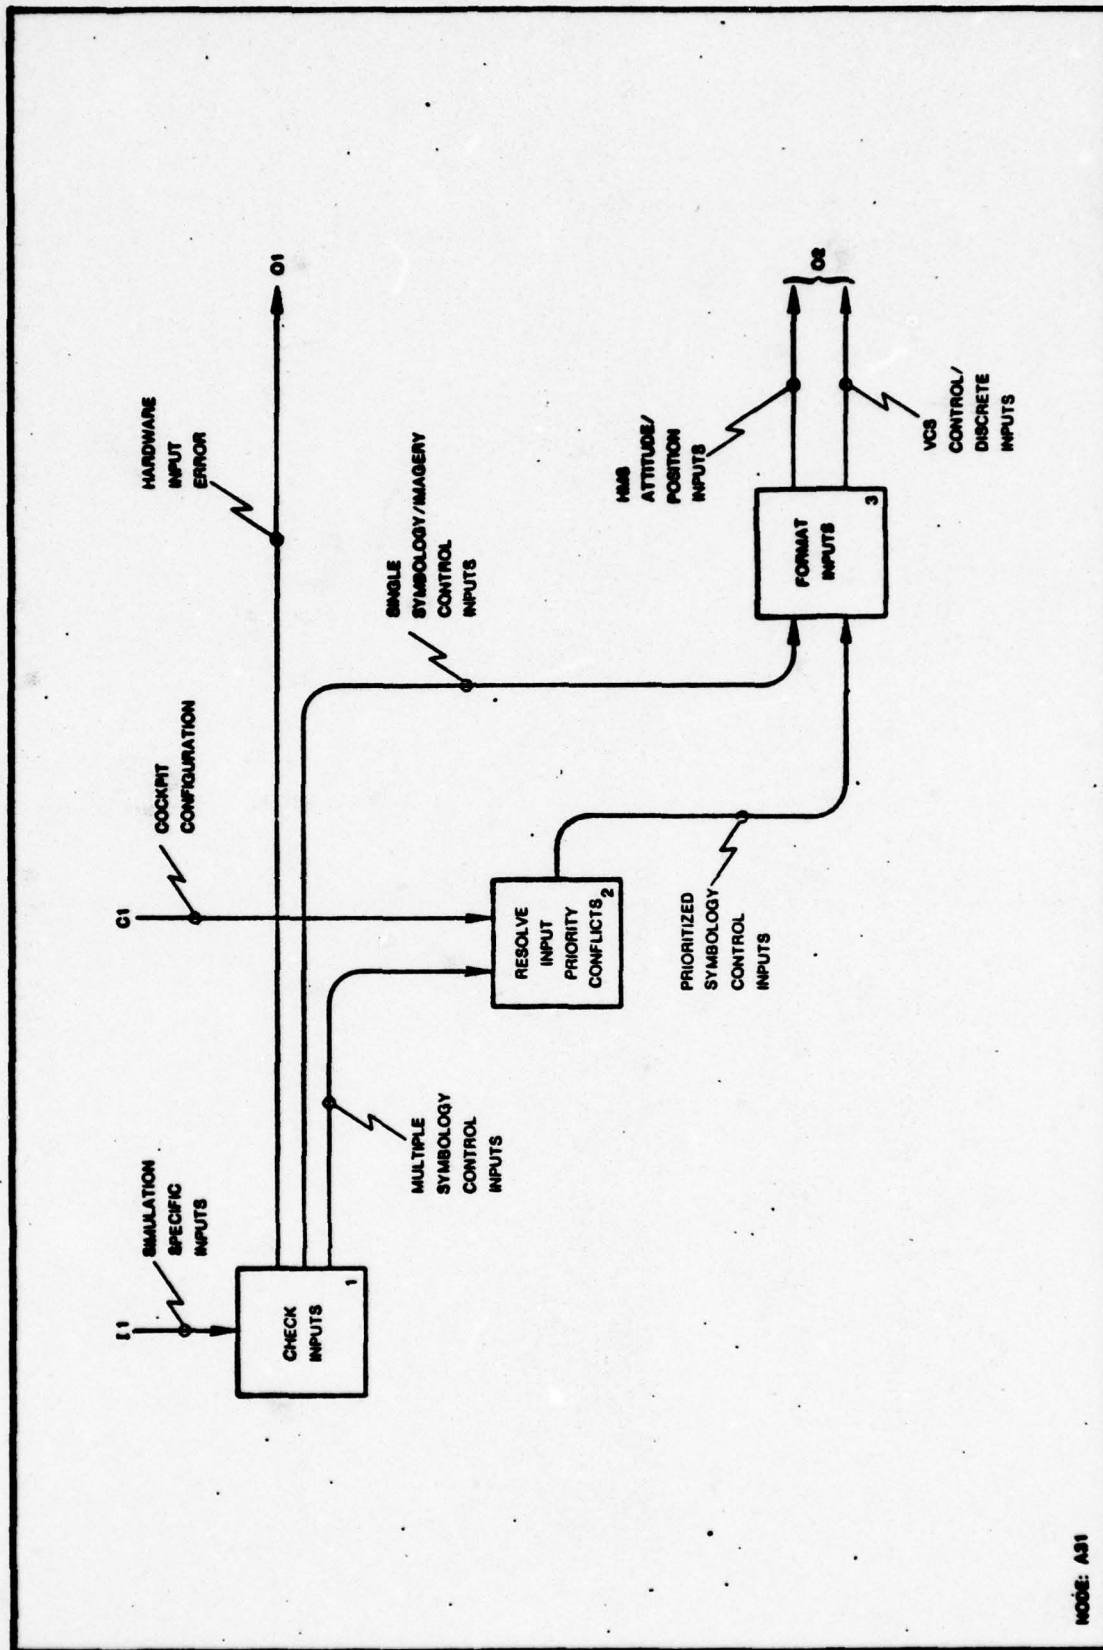 I1
SIMULATION
SPECIFIC
INPUTS
CHECK
INPUTS
1
C1
COCKPIT
CONFIGURATION
HARDWARE
INPUT
ERROR
O1
MULTIPLE
SYMBOLOGY
CONTROL
INPUTS
SINGLE
SYMBOLOGY/IMAGERY
CONTROL
INPUTS
RESOLVE
INPUT
PRIORITY
CONFLICTS
2
PRIORITIZED
SYMBOLOGY
CONTROL
INPUTS
HMS
ATTITUDE/
POSITION
INPUTS
FORMAT
INPUTS
3
O2
VCS
CONTROL/
DISCRETE
INPUTS
NODE: A31